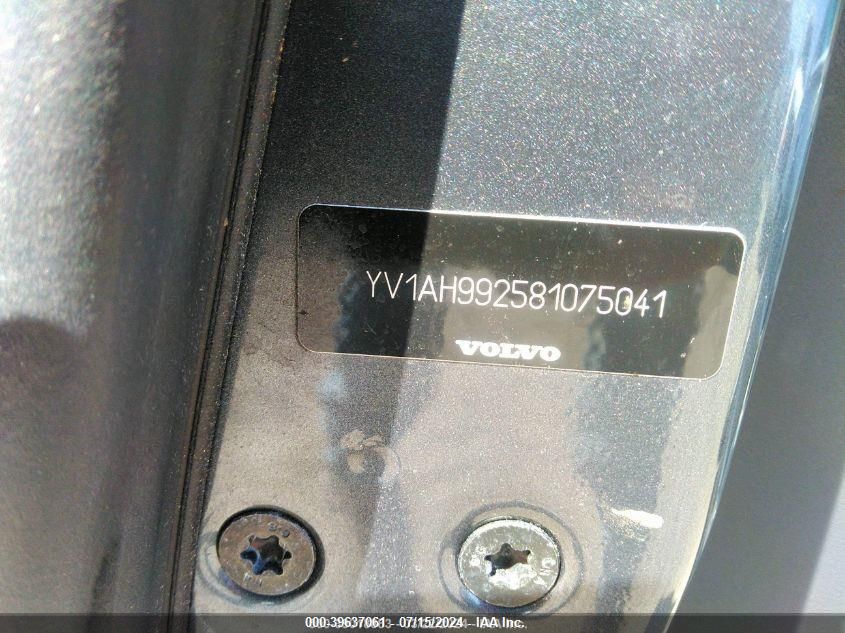 YV1AH992581075041
VOLVO
000-39637061 - 07/15/2024 - IAA Inc.